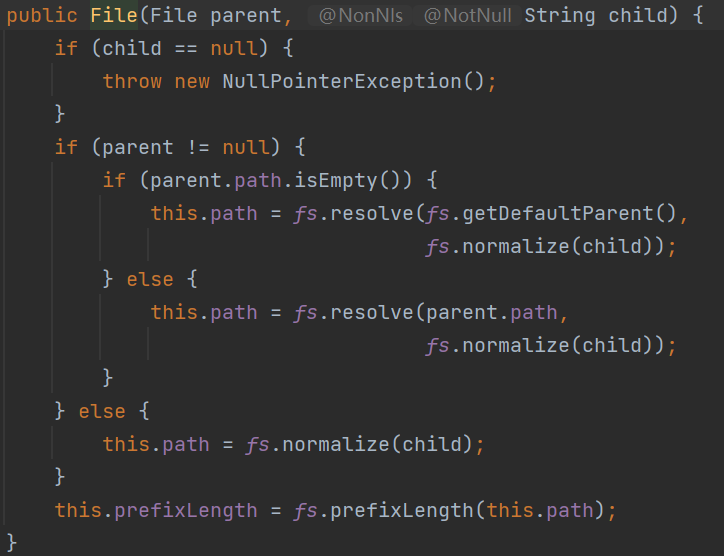 public File(File parent, @NonNls @NotNull String child) {
    if (child == null) {
        throw new NullPointerException();
    }
    if (parent != null) {
        if (parent.path.isEmpty()) {
            this.path = fs.resolve(fs.getDefaultParent(),
                                   fs.normalize(child));
        } else {
            this.path = fs.resolve(parent.path,
                                   fs.normalize(child));
        }
    } else {
        this.path = fs.normalize(child);
    }
    this.prefixLength = fs.prefixLength(this.path);
}